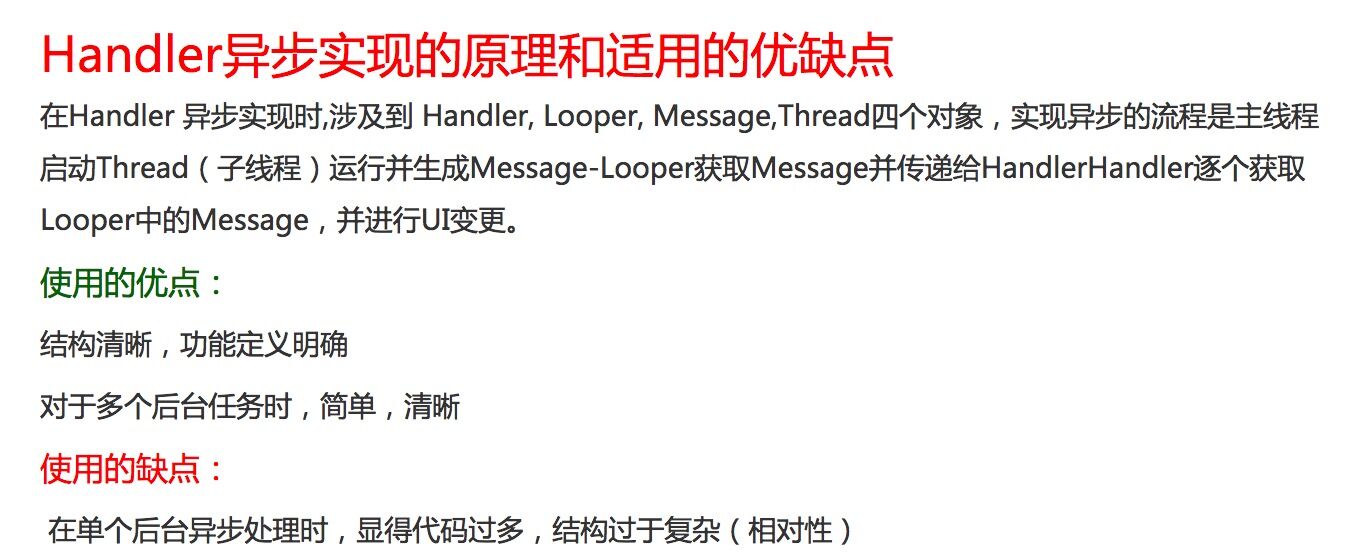 Handler异步实现的原理和适用的优缺点
在Handler 异步实现时,涉及到 Handler, Looper, Message,Thread四个对象，实现异步的流程是主线程
启动Thread（子线程）运行并生成Message-Looper获取Message并传递给HandlerHandler逐个获取
Looper中的Message，并进行UI变更。
使用的优点：
结构清晰，功能定义明确
对于多个后台任务时，简单，清晰
使用的缺点：
在单个后台异步处理时，显得代码过多，结构过于复杂（相对性）